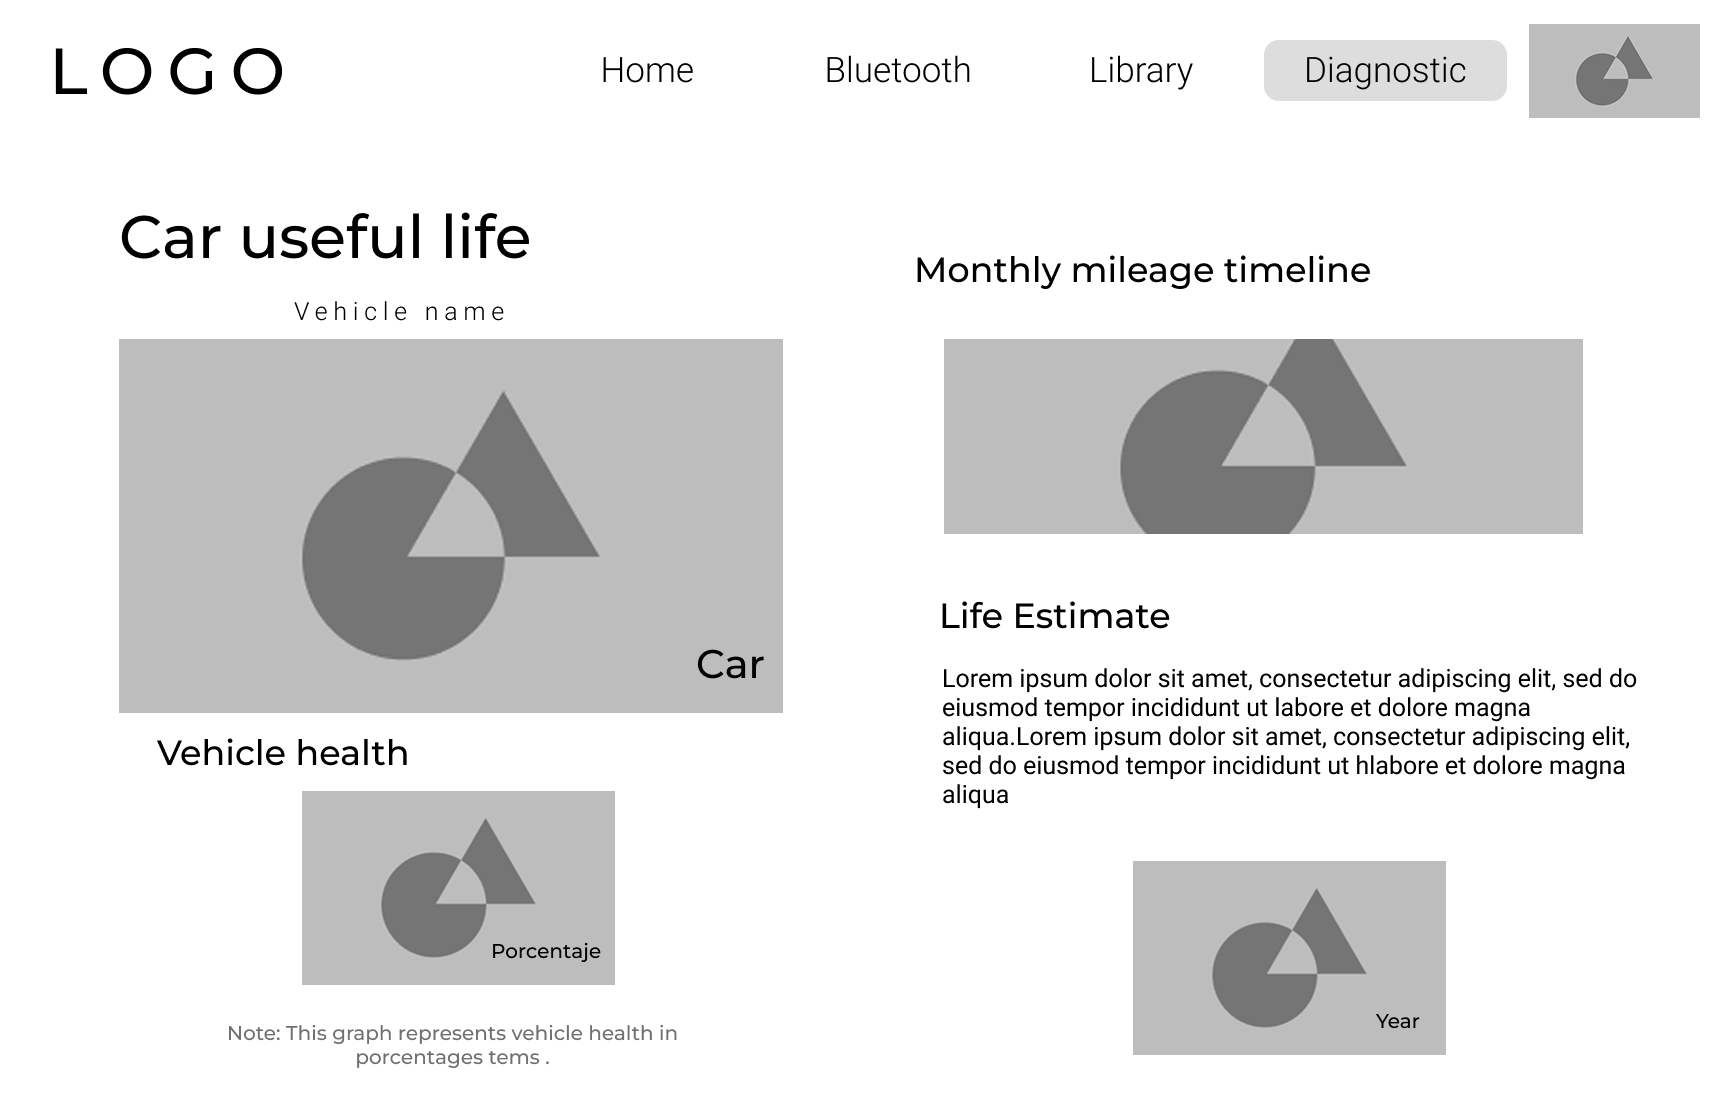 LOGO
Home
Bluetooth
Library
Diagnostic
Car useful life
Vehicle name
Car
Vehicle health
Porcentaje
Note: This graph represents vehicle health in
porcentages tems .
Monthly mileage timeline
Life Estimate
Lorem ipsum dolor sit amet, consectetur adipiscing elit, sed do
eiusmod tempor incididunt ut labore et dolore magna
aliqua.Lorem ipsum dolor sit amet, consectetur adipiscing elit,
sed do eiusmod tempor incididunt ut hlabore et dolore magna
aliqua
Year